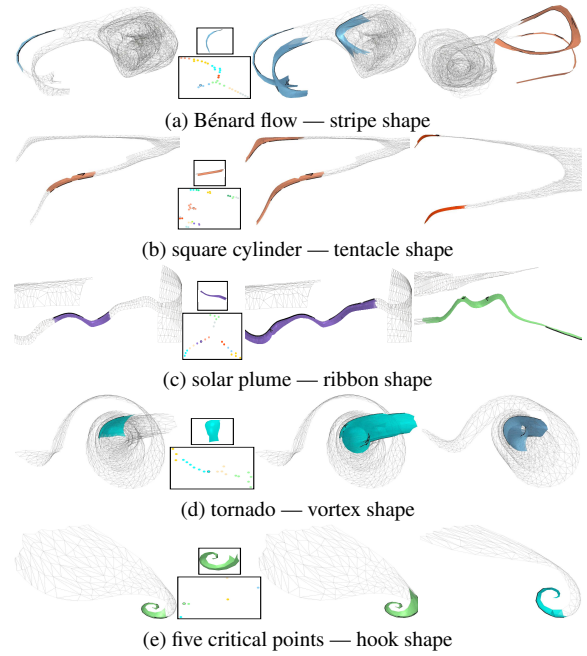 (a) Bénard flow — stripe shape
(b) square cylinder — tentacle shape
(c) solar plume — ribbon shape
(d) tornado — vortex shape
(e) five critical points — hook shape